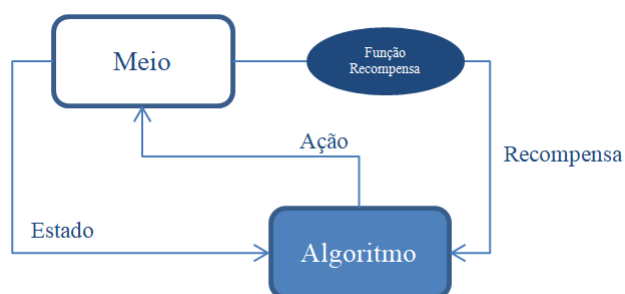 Meio
Função
Recompensa
Ação
Recompensa
Estado
Algoritmo